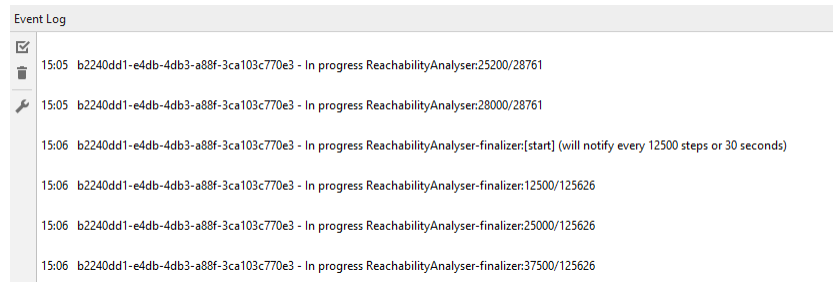 Event Log
15:05 b2240dd1-e4db-4db3-a88f-3ca103c770e3 - In progress ReachabilityAnalyser:25200/28761
15:05 b2240dd1-e4db-4db3-a88f-3ca103c770e3 - In progress ReachabilityAnalyser:28000/28761
15:06 b2240dd1-e4db-4db3-a88f-3ca103c770e3 - In progress ReachabilityAnalyser-finalizer:[start] (will notify every 12500 steps or 30 seconds)
15:06 b2240dd1-e4db-4db3-a88f-3ca103c770e3 - In progress ReachabilityAnalyser-finalizer:12500/125626
15:06 b2240dd1-e4db-4db3-a88f-3ca103c770e3 - In progress ReachabilityAnalyser-finalizer:25000/125626
15:06 b2240dd1-e4db-4db3-a88f-3ca103c770e3 - In progress ReachabilityAnalyser-finalizer:37500/125626